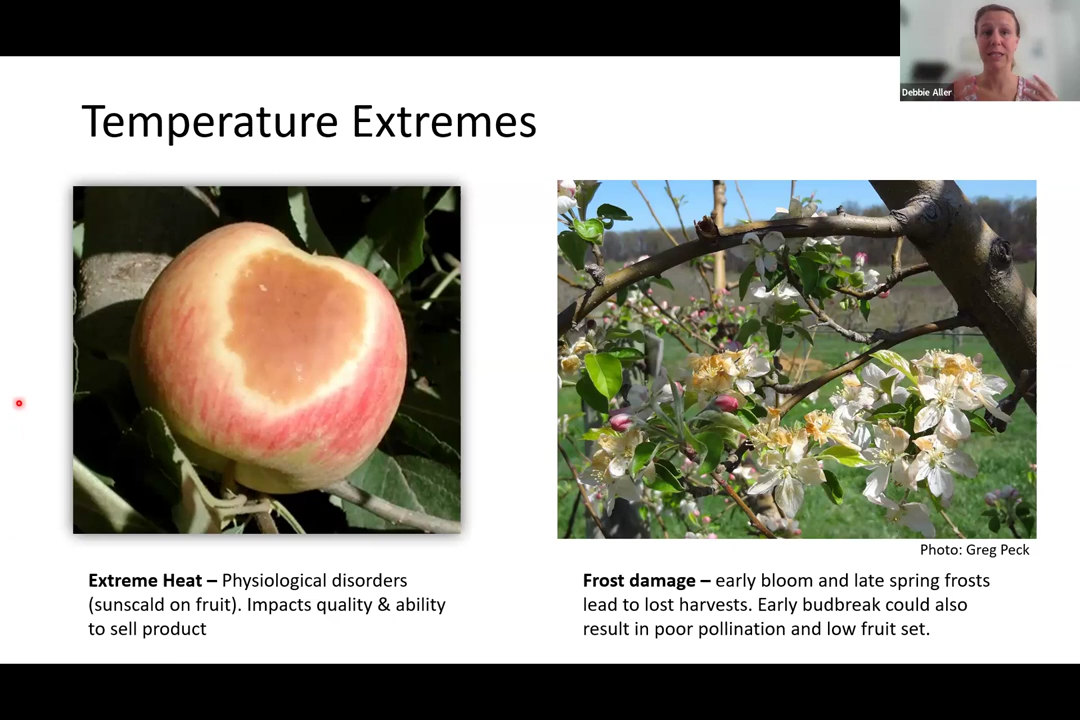 Debbie Aller
Temperature Extremes
Photo: Greg Peck
Extreme Heat – Physiological disorders
(sunscald on fruit). Impacts quality & ability
to sell product
Frost damage – early bloom and late spring frosts
lead to lost harvests. Early budbreak could also
result in poor pollination and low fruit set.